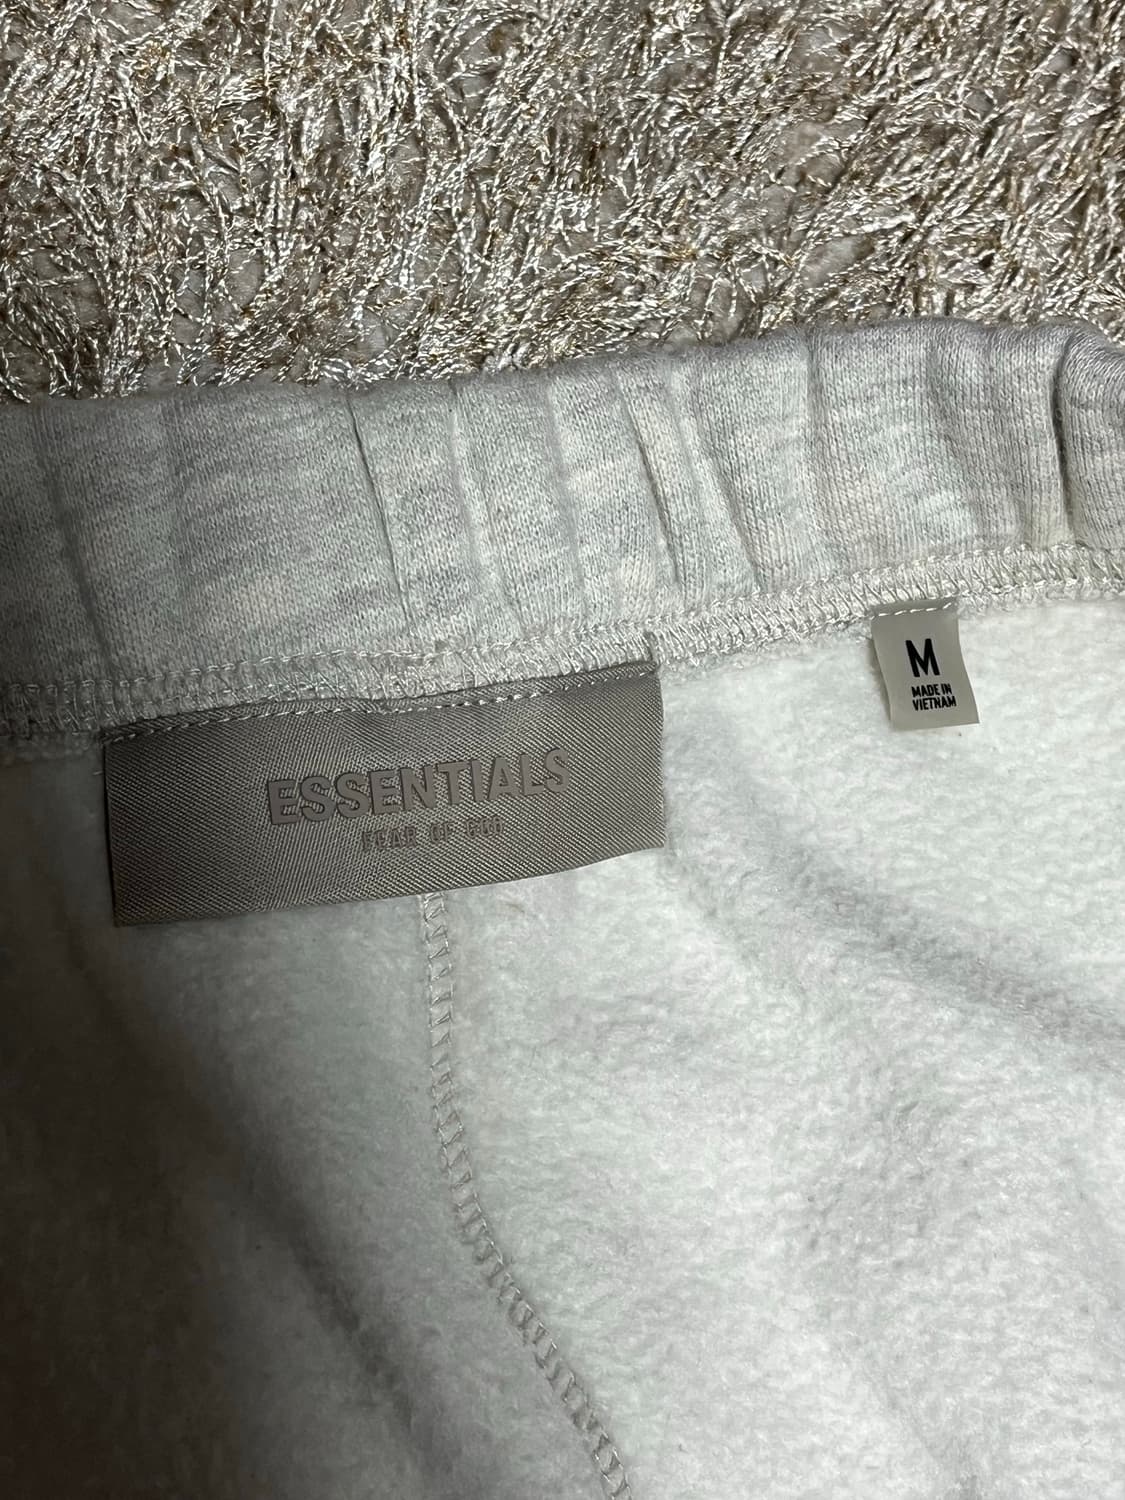 ESSENTIALS
FEAR OF GOD
M
MADE IN
VIETNAM